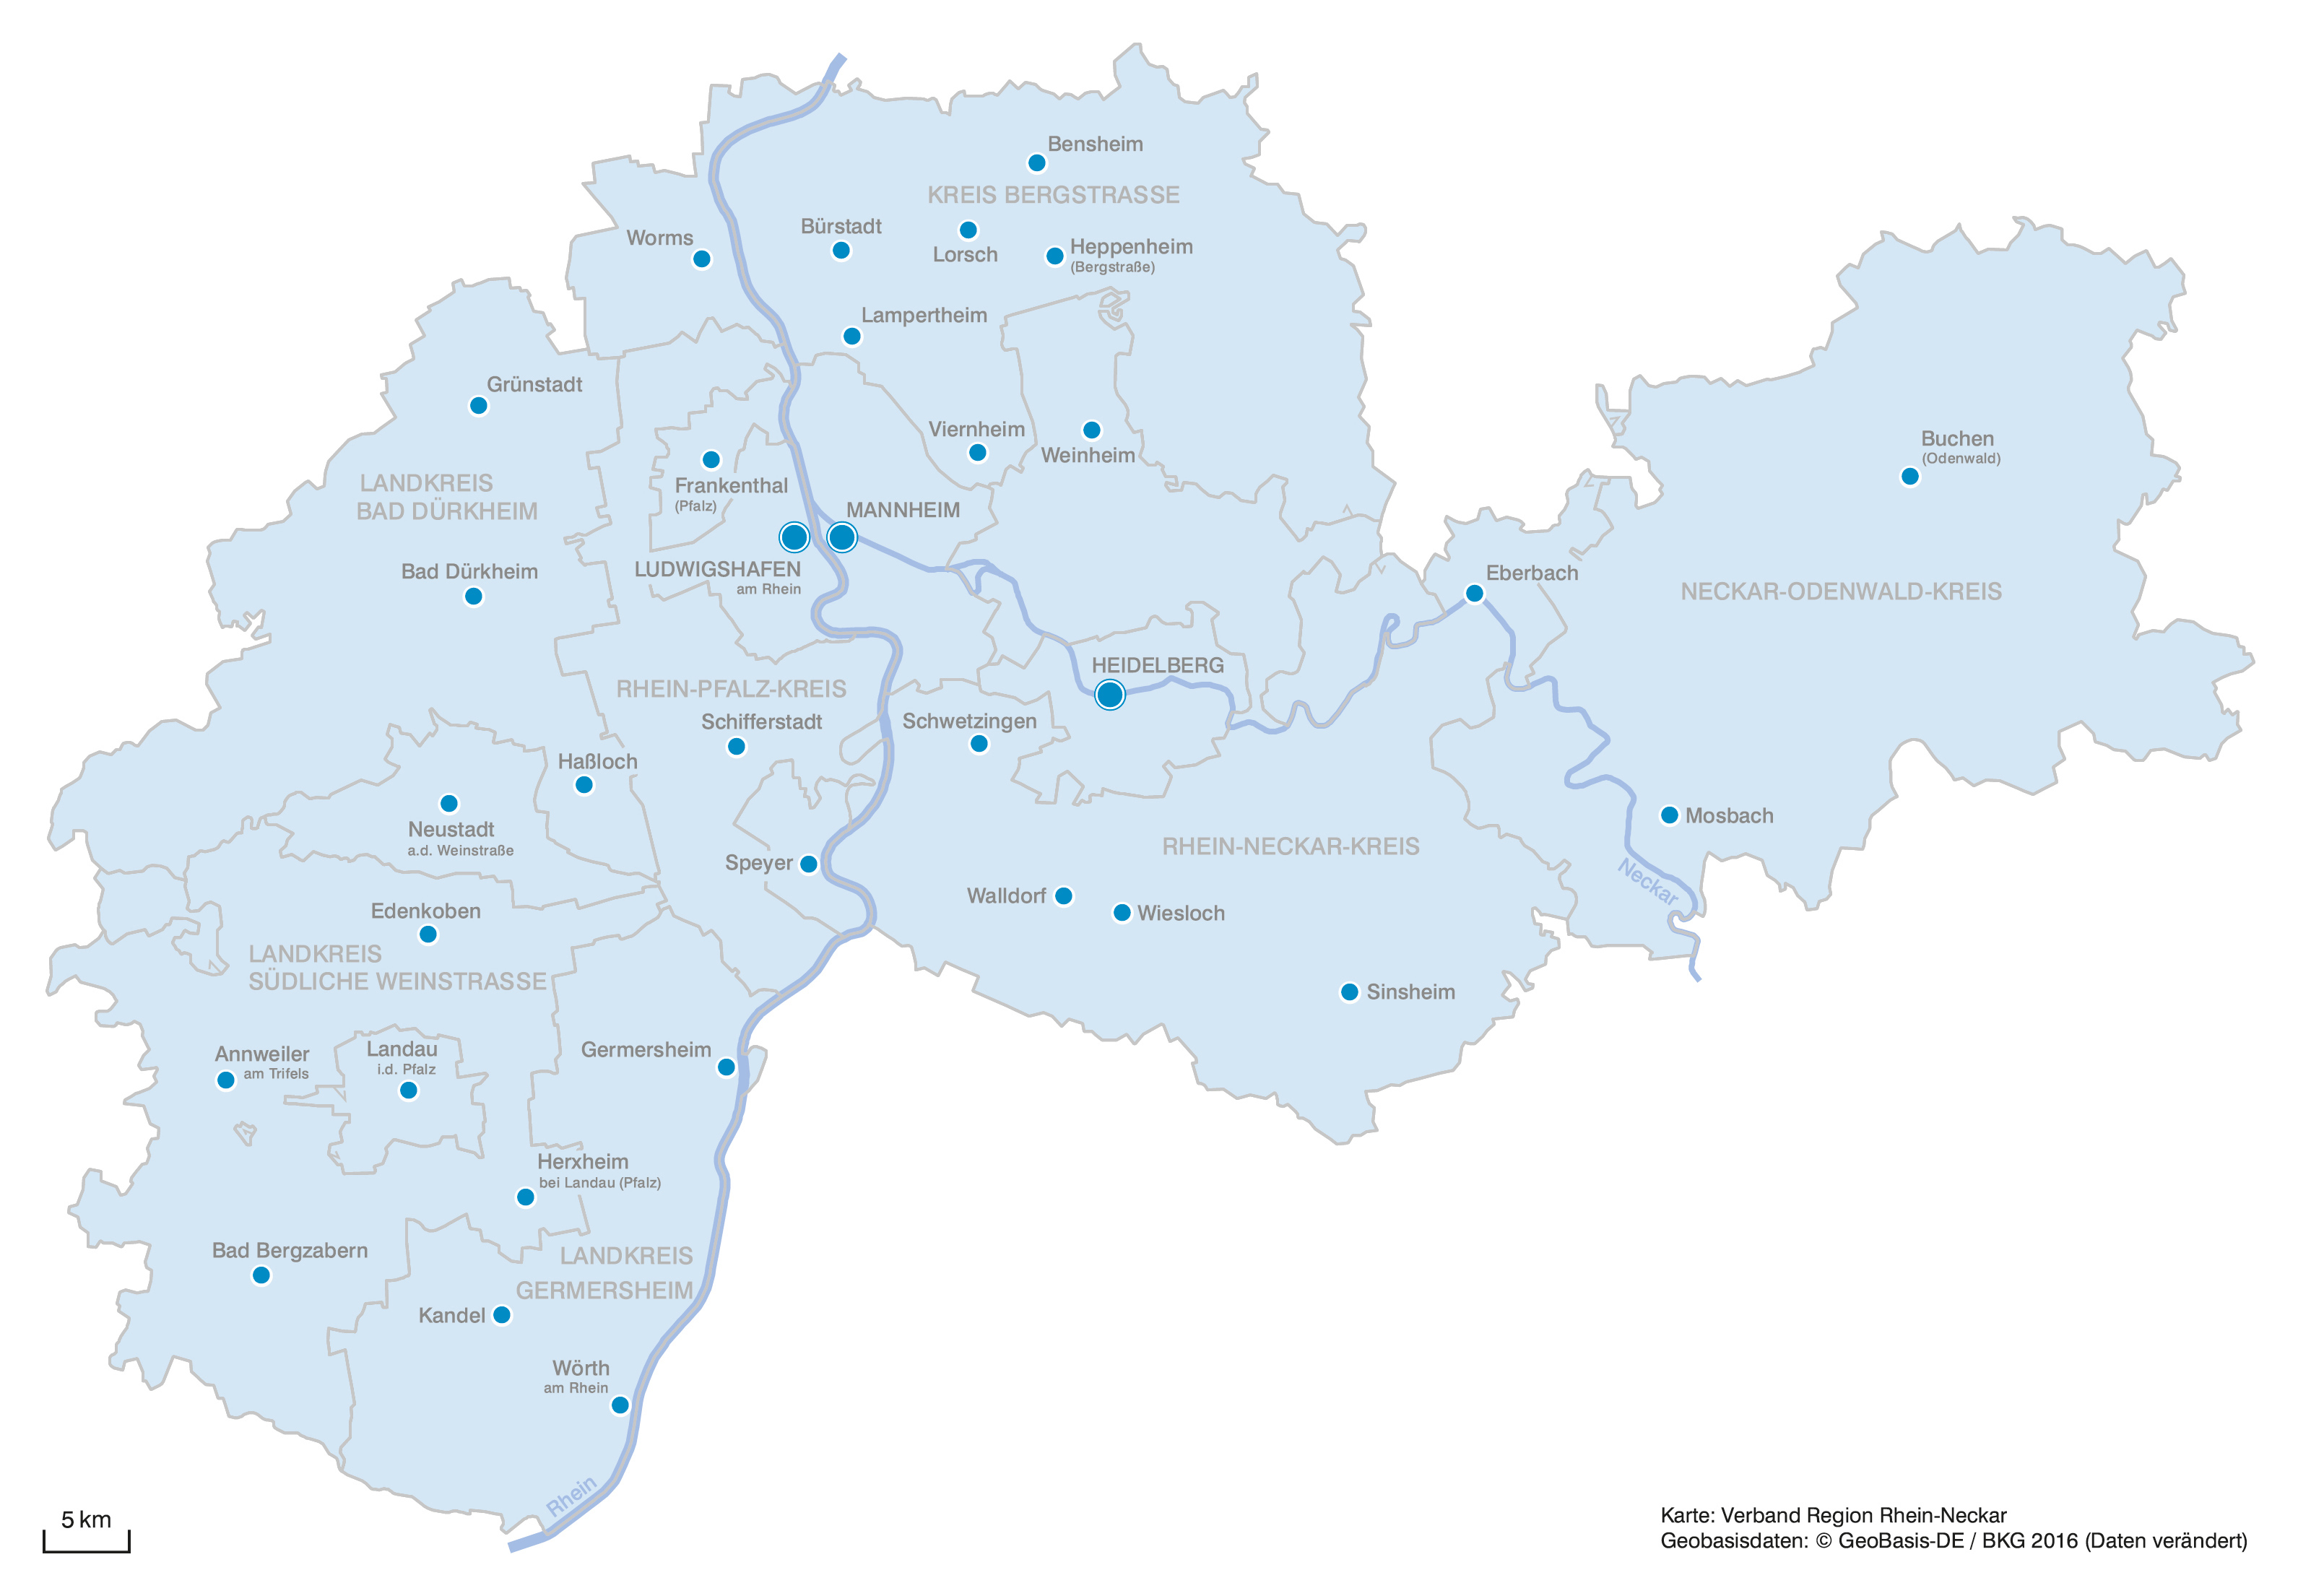 Bensheim
KREIS BERGSTRASSE
Bürstadt
Worms
Lorsch
Heppenheim
(Bergstraße)
Lampertheim
Grünstadt
Viernheim
Weinheim
Buchen
(Odenwald)
LANDKREIS
BAD DÜRKHEIM
Frankenthal
(Pfalz)
MANNHEIM
LUDWIGSHAFEN
am Rhein
Bad Dürkheim
Eberbach
NECKAR-ODENWALD-KREIS
HEIDELBERG
RHEIN-PFALZ-KREIS
Schifferstadt
Schwetzingen
Haßloch
Neustadt
a.d. Weinstraße
Mosbach
RHEIN-NECKAR-KREIS
Speyer
Neckar
Walldorf
Wiesloch
Edenkoben
LANDKREIS
SÜDLICHE WEINSTRASSE
Sinsheim
Annweiler
am Trifels
Landau
i.d. Pfalz
Germersheim
Herxheim
bei Landau (Pfalz)
Bad Bergzabern
LANDKREIS
GERMERSHEIM
Kandel
Wörth
am Rhein
Rhein
5 km
Karte: Verband Region Rhein-Neckar
Geobasisdaten: © GeoBasis-DE / BKG 2016 (Daten verändert)